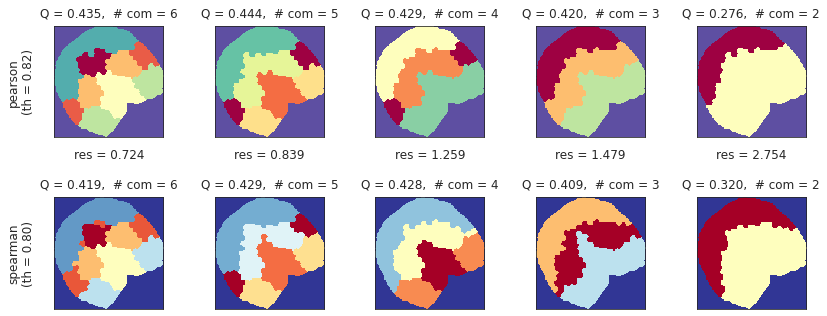 Q = 0.435, # com = 6
Q = 0.444, # com = 5
Q = 0.429, # com = 4
Q = 0.420, # com = 3
Q = 0.276, # com = 2
pearson
(th = 0.82)
res = 0.724
res = 0.839
res = 1.259
res = 1.479
res = 2.754
Q = 0.419, # com = 6
Q = 0.429, # com = 5
Q = 0.428, # com = 4
Q = 0.409, # com = 3
Q = 0.320, # com = 2
spearman
(th = 0.80)